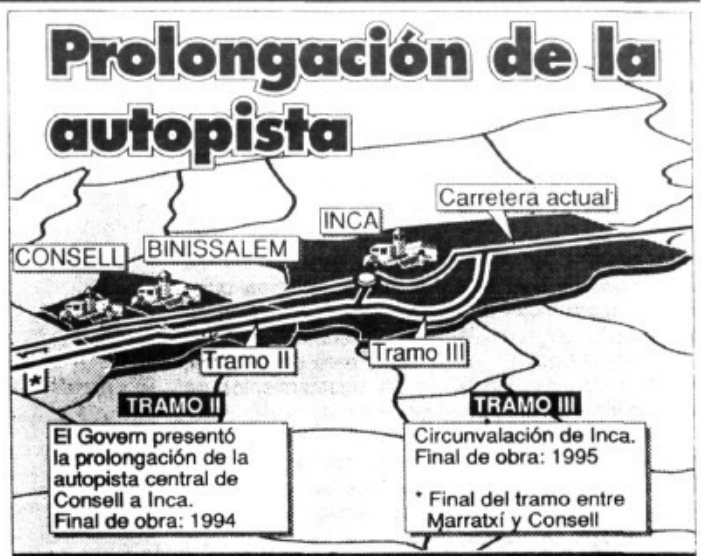 Prolongación de la
autopista
Carretera actual
INCA
BINISSALEM
CONSELL
Tramo II
Tramo III
*
TRAMO II
El Govern presentó
la prolongación de la
autopista central de
Consell a Inca.
Final de obra: 1994
TRAMO III
Circunvalación de Inca.
Final de obra: 1995
* Final del tramo entre
Marratxí y Consell